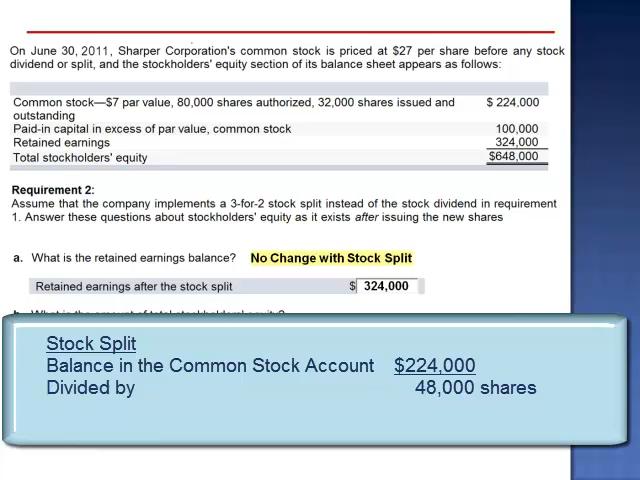 On June 30, 2011, Sharper Corporation's common stock is priced at $27 per share before any stock
dividend or split, and the stockholders' equity section of its balance sheet appears as follows:
Common stock—$7 par value, 80,000 shares authorized, 32,000 shares issued and outstanding $ 224,000
Paid-in capital in excess of par value, common stock 100,000
Retained earnings 324,000
Total stockholders' equity $648,000
Requirement 2:
Assume that the company implements a 3-for-2 stock split instead of the stock dividend in requirement
1. Answer these questions about stockholders' equity as it exists after issuing the new shares
a. What is the retained earnings balance? No Change with Stock Split
Retained earnings after the stock split $ 324,000
Stock Split
Balance in the Common Stock Account $224,000
Divided by 48,000 shares